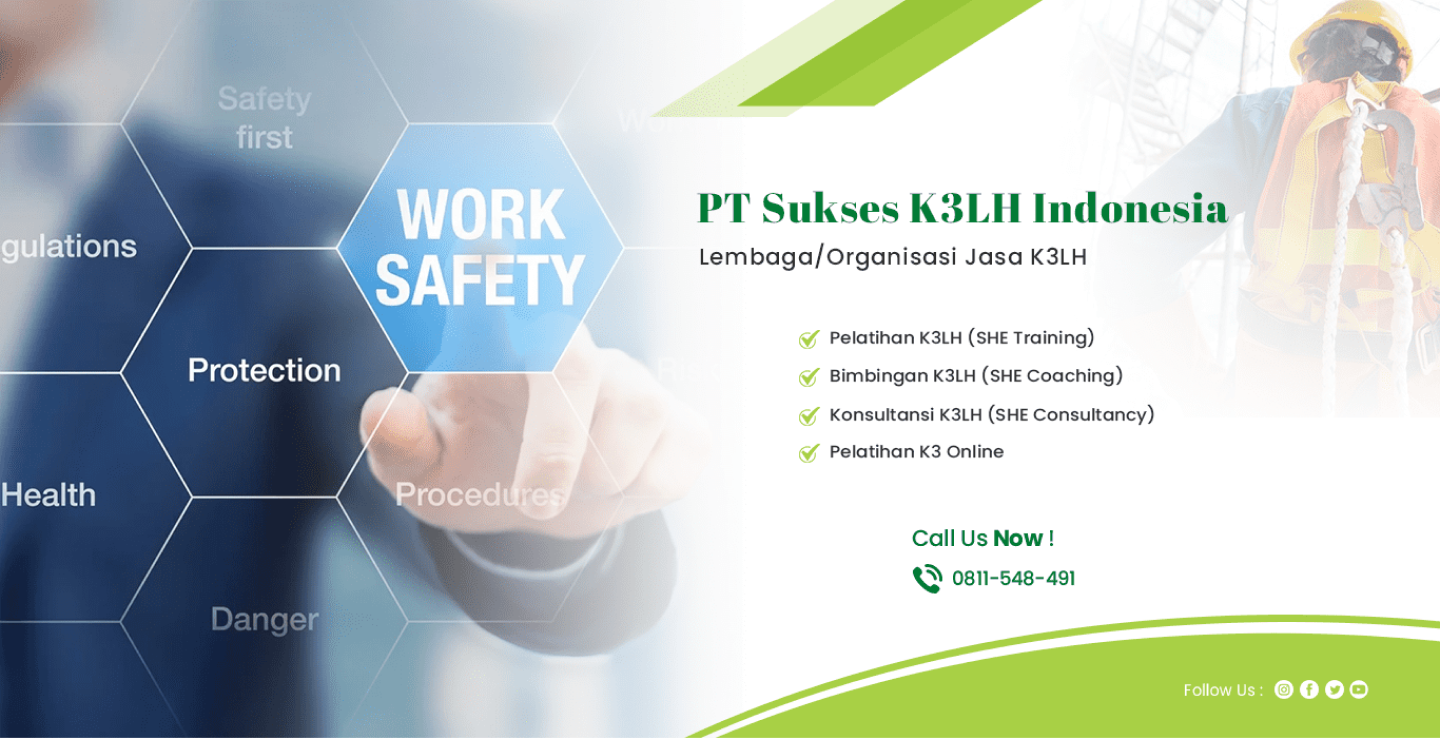 Safety
first
WORK
SAFETY
gulations
Protection
Health
Procedures
Danger
PT Sukses K3LH Indonesia
Lembaga/Organisasi Jasa K3LH
Pelatihan K3LH (SHE Training)
Bimbingan K3LH (SHE Coaching)
Konsultansi K3LH (SHE Consultancy)
Pelatihan K3 Online
Call Us Now !
0811-548-491
Follow Us :